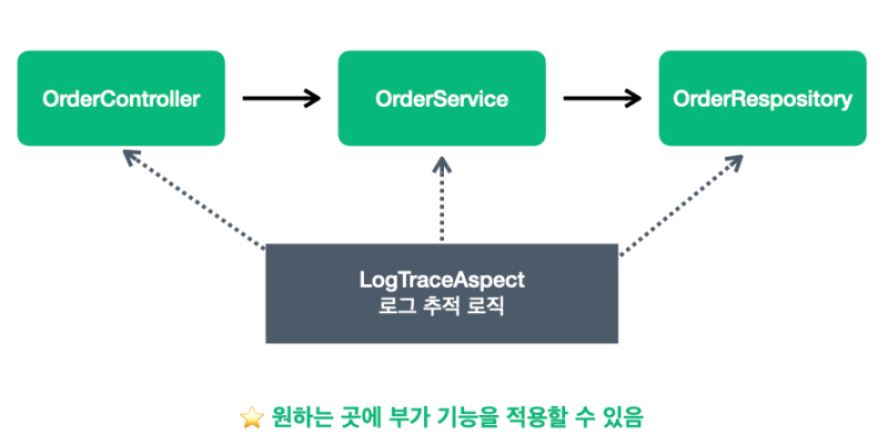 OrderController
OrderService
OrderRespository
LogTraceAspect
로그 추적 로직
⭐ 원하는 곳에 부가 기능을 적용할 수 있음